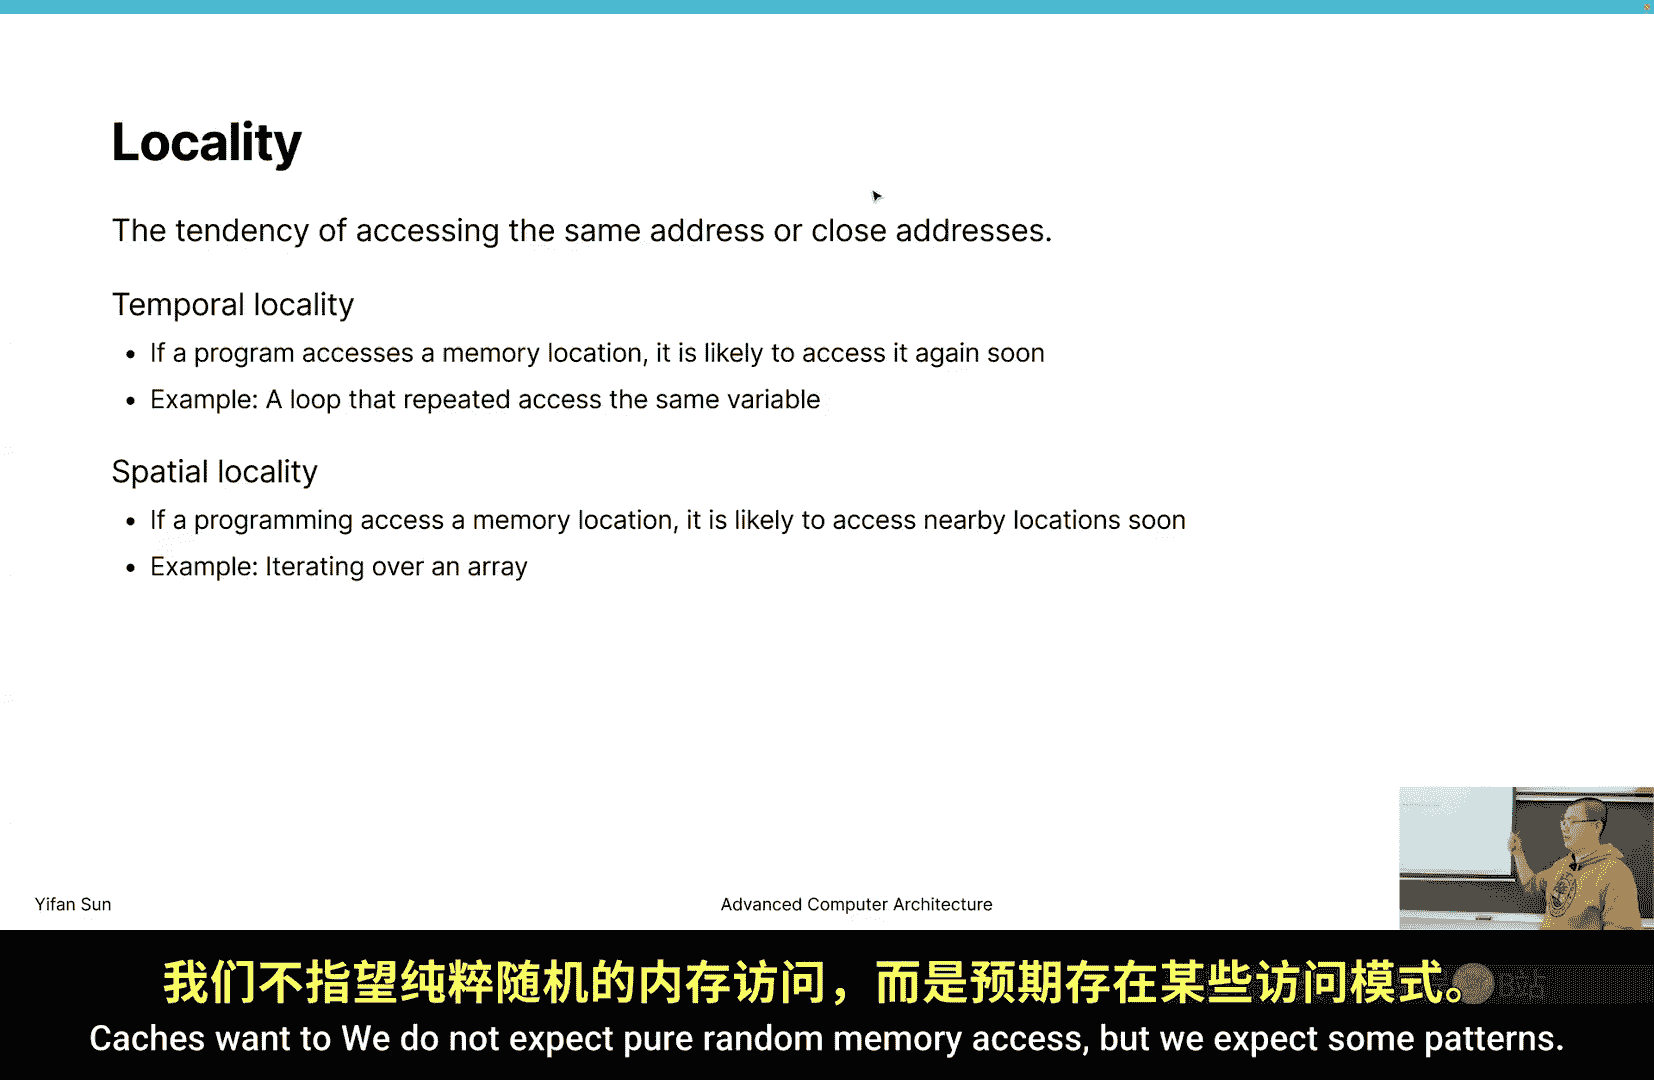 Locality
The tendency of accessing the same address or close addresses.
Temporal locality
• If a program accesses a memory location, it is likely to access it again soon
• Example: A loop that repeated access the same variable
Spatial locality
• If a programming access a memory location, it is likely to access nearby locations soon
• Example: Iterating over an array
Yifan Sun
Advanced Computer Architecture
我们不指望纯粹随机的内存访问，而是预期存在某些访问模式。
B站
Caches want to We do not expect pure random memory access, but we expect some patterns.